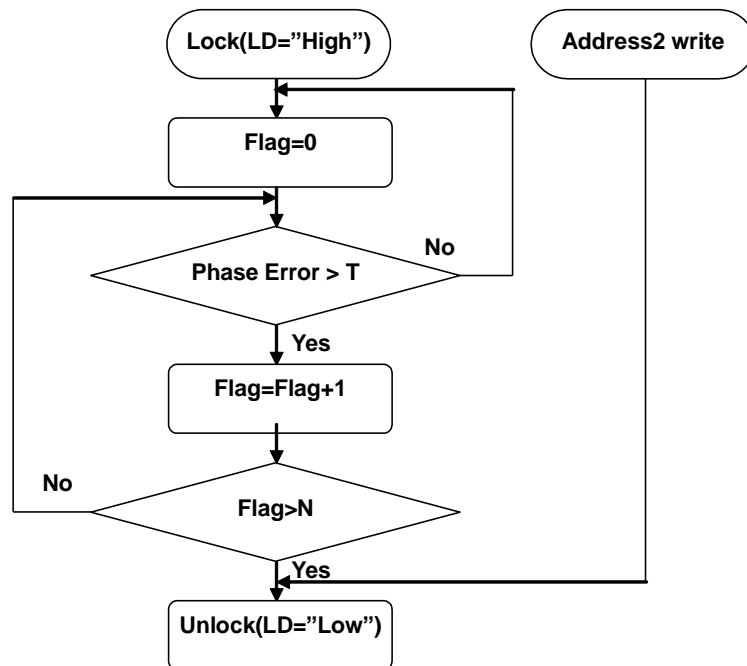 Lock(LD=”High”)
Address2 write
Flag=0
No
Phase Error > T
Yes
Flag=Flag+1
No
Flag>N
Yes
Unlock(LD=”Low”)